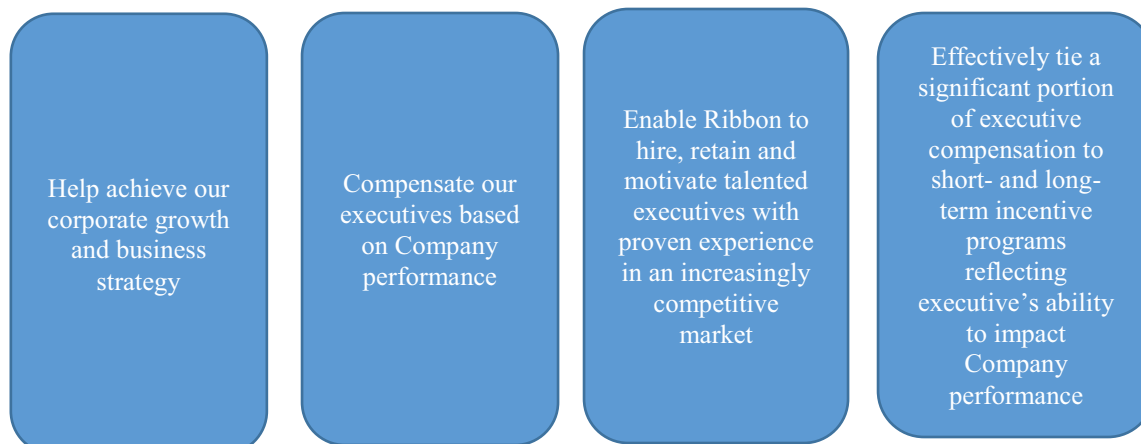 Help achieve our
corporate growth
and business
strategy
Compensate our
executives based
on Company
performance
Enable Ribbon to
hire, retain and
motivate talented
executives with
proven experience
in an increasingly
competitive
market
Effectively tie a
significant portion
of executive
compensation to
short- and long-
term incentive
programs
reflecting
executive’s ability
to impact
Company
performance